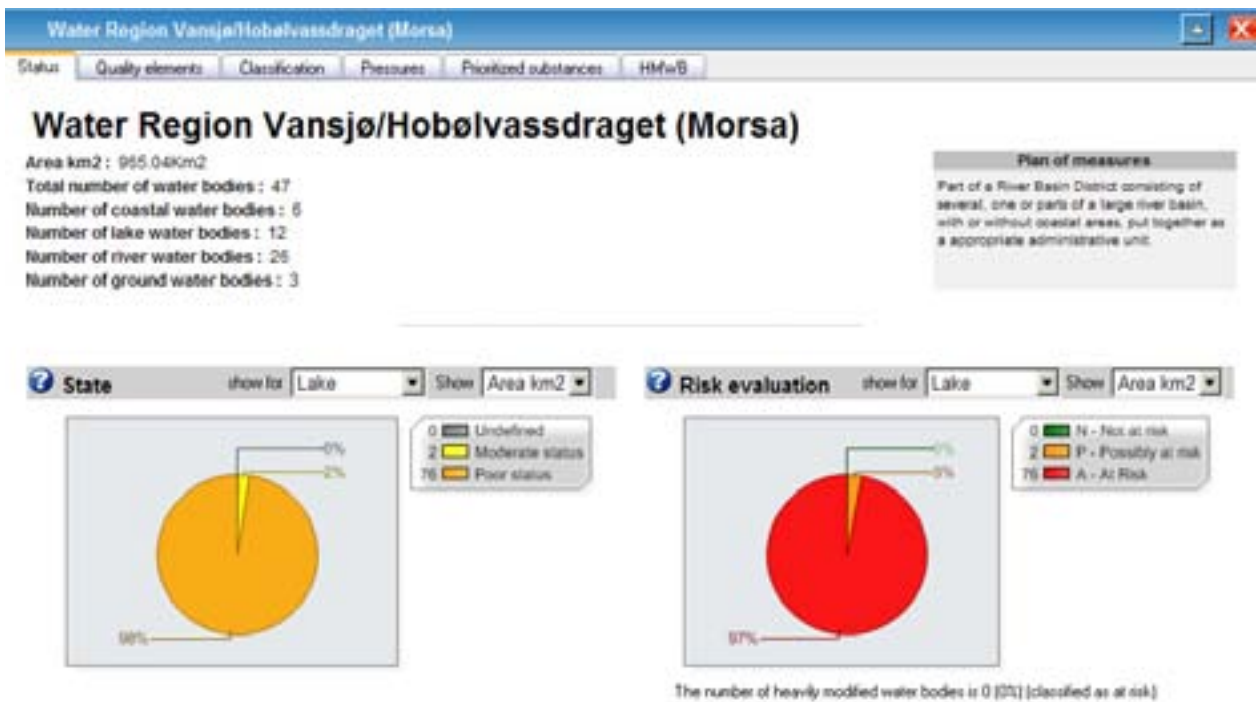 Water Region Vansjø/Hobølvassdraget (Morsa)
Status Quality elements Classification Pressures Prioritized substances HMWB
Water Region Vansjø/Hobølvassdraget (Morsa)
Area km2 : 965.04Km2
Total number of water bodies : 47
Number of coastal water bodies : 6
Number of lake water bodies : 12
Number of river water bodies : 26
Number of ground water bodies : 3
Plan of measures
Part of a River Basin District consisting of
several, one or parts of a large river basin,
with or without coastal areas, put together as
a appropriate administrative unit.
State show for Lake Show Area km2
0 Undefined
2 Moderate status
76 Poor status
0%
2%
98%
Risk evaluation show for Lake Show Area km2
0 N - Not at risk
2 P - Possibly at risk
76 A - At Risk
0%
97%
The number of heavily modified water bodies is 0 (0%) (classified as at risk)